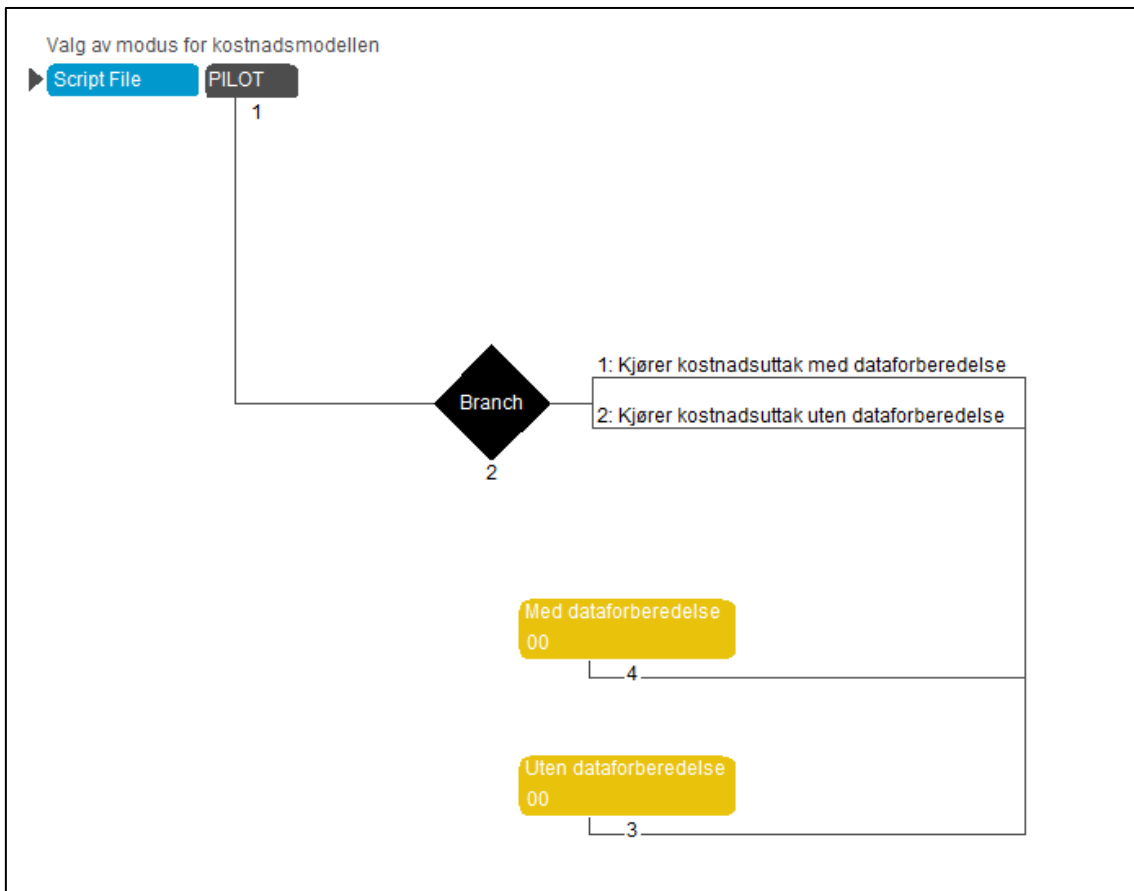 Valg av modus for kostnadsmodellen
Script File PILOT
1
1: Kjører kostnadsuttak med dataforberedelse
Branch
2: Kjører kostnadsuttak uten dataforberedelse
2
Med dataforberedelse
00
4
Uten dataforberedelse
00
3